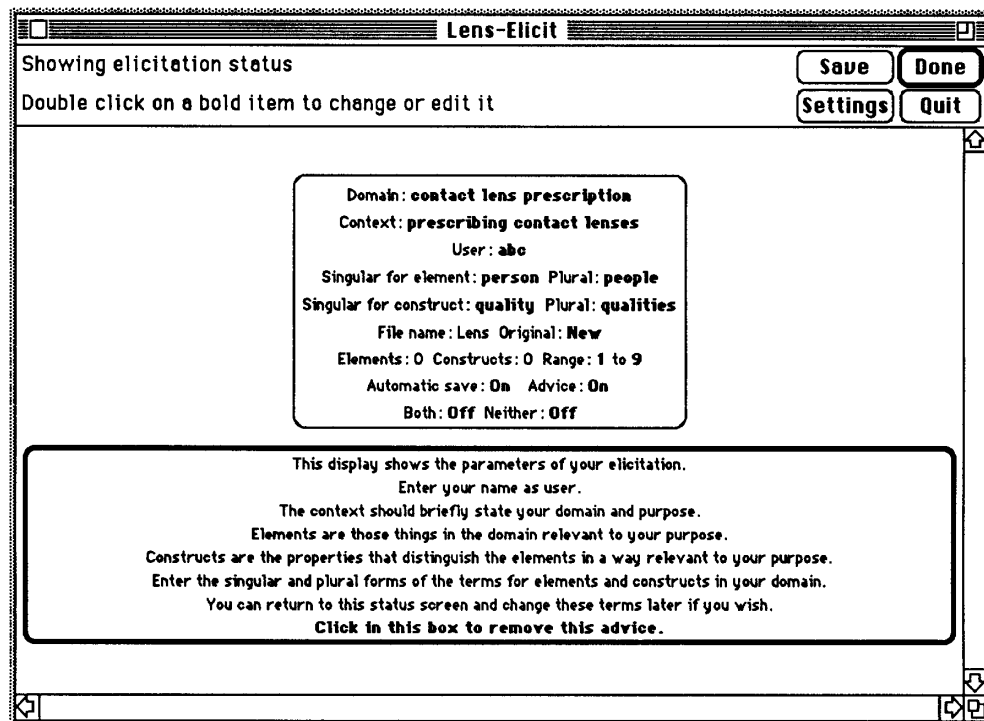 Lens-Elicit
Showing elicitation status
Save Done
Double click on a bold item to change or edit it
Settings Quit
Domain: contact lens prescription
Context: prescribing contact lenses
User: abc
Singular for element: person Plural: people
Singular for construct: quality Plural: qualities
File name: Lens Original: New
Elements: 0 Constructs: 0 Range: 1 to 9
Automatic save: On Advice: On
Both: Off Neither: Off
This display shows the parameters of your elicitation.
Enter your name as user.
The context should briefly state your domain and purpose.
Elements are those things in the domain relevant to your purpose.
Constructs are the properties that distinguish the elements in a way relevant to your purpose.
Enter the singular and plural forms of the terms for elements and constructs in your domain.
You can return to this status screen and change these terms later if you wish.
Click in this box to remove this advice.